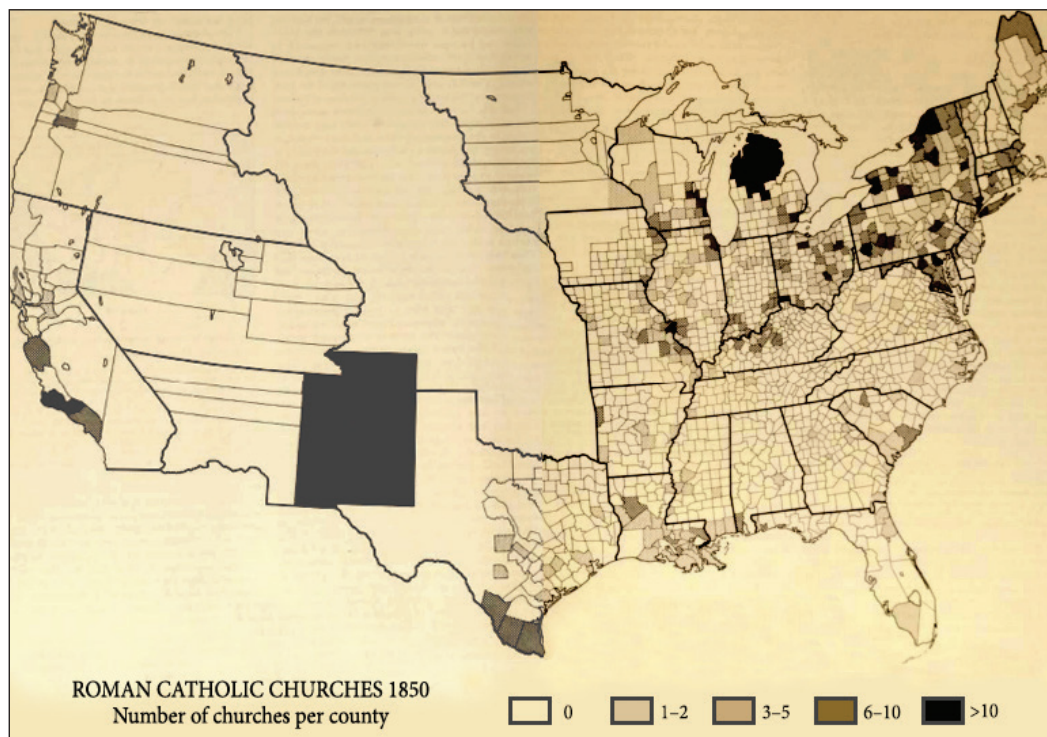 ROMAN CATHOLIC CHURCHES 1850
Number of churches per county
0 1–2 3–5 6–10 >10